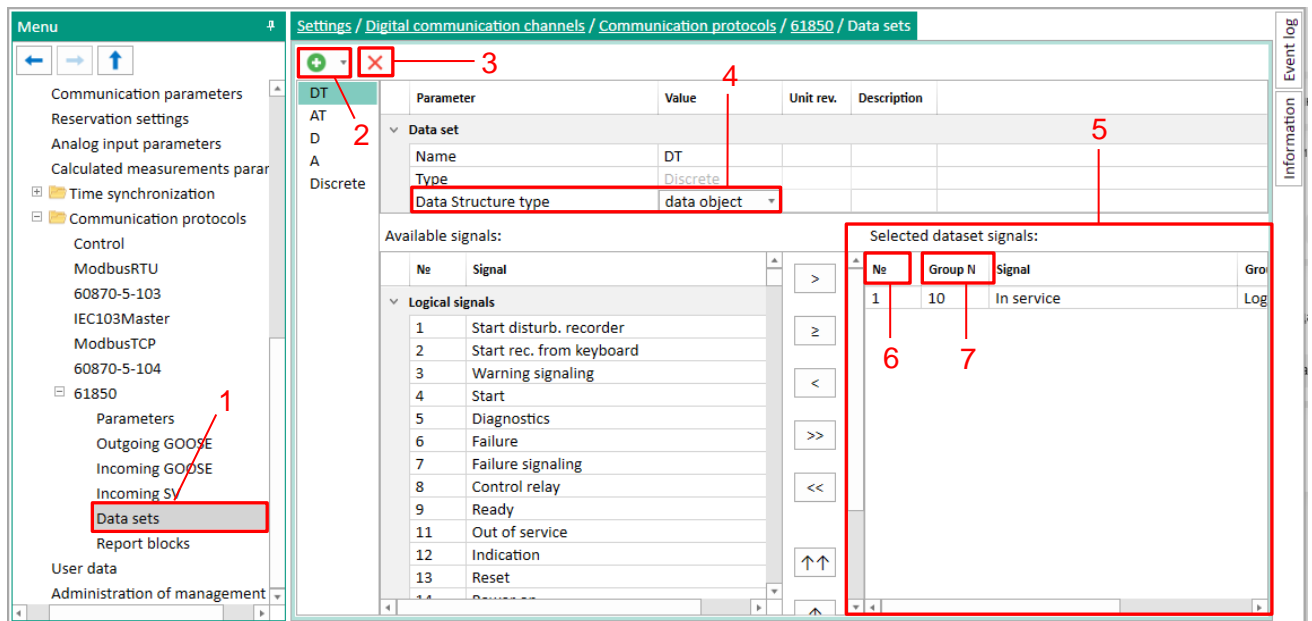 Menu
Settings / Digital communication channels / Communication protocols / 61850 / Data sets
Event log
Information
Communication parameters
Reservation settings
Analog input parameters
Calculated measurements parar
Time synchronization
Communication protocols
Control
ModbusRTU
60870-5-103
IEC103Master
ModbusTCP
60870-5-104
61850
Parameters
Outgoing GOOSE
Incoming GOOSE
Incoming SV
Data sets
Report blocks
User data
Administration of management
1
2
3
4
5
6
7
DT
AT
D
A
Discrete
Parameter Value Unit rev. Description
Data set
Name DT
Type Discrete
Data Structure type data object
Available signals:
№ Signal
Logical signals
1 Start disturb. recorder
2 Start rec. from keyboard
3 Warning signaling
4 Start
5 Diagnostics
6 Failure
7 Failure signaling
8 Control relay
9 Ready
11 Out of service
12 Indication
13 Reset
>
≥
<
>>
<<
↑↑
↑
Selected dataset signals:
№ Group N Signal Gro
1 10 In service Log